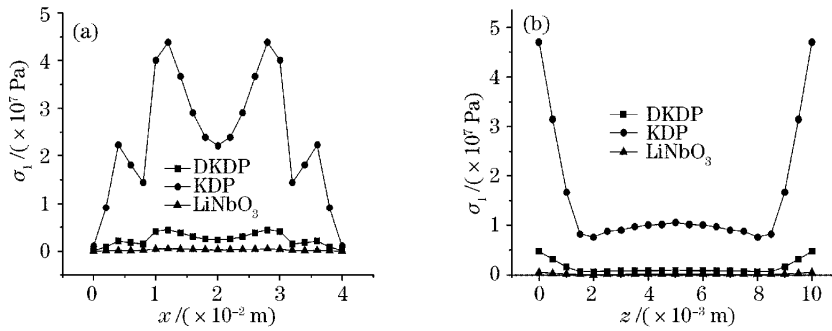 (a)
σ₁/(×10⁷ Pa)
5
4
3
2
1
0
DKDP
KDP
LiNbO₃
0 1 2 3 4
x/(×10⁻² m)
(b)
σ₁/(×10⁷ Pa)
5
4
3
2
1
0
DKDP
KDP
LiNbO₃
0 2 4 6 8 10
z/(×10⁻³ m)